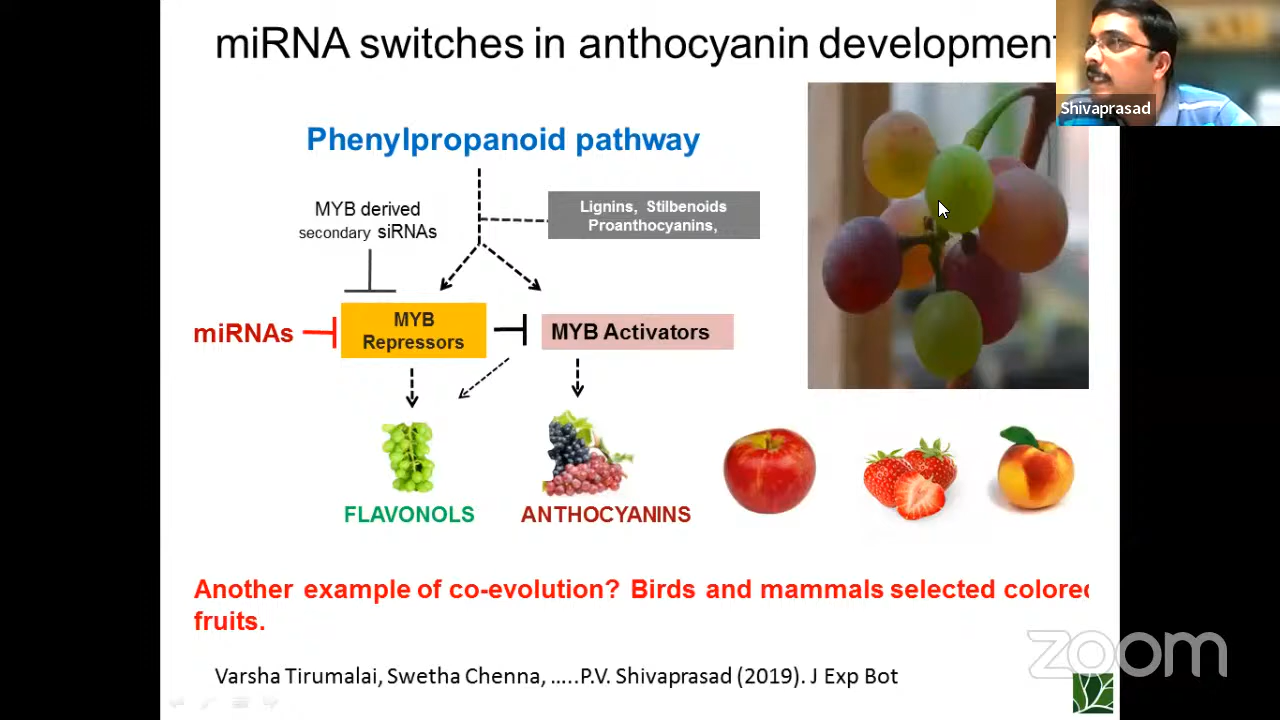 miRNA switches in anthocyanin development
Shivaprasad
Phenylpropanoid pathway
MYB derived
secondary siRNAs
Lignins, Stilbenoids
Proanthocyanins,
miRNAs
MYB
Repressors
MYB Activators
FLAVONOLS
ANTHOCYANINS
Another example of co-evolution? Birds and mammals selected colored
fruits.
Varsha Tirumalai, Swetha Chenna, …..P.V. Shivaprasad (2019). J Exp Bot
zoom